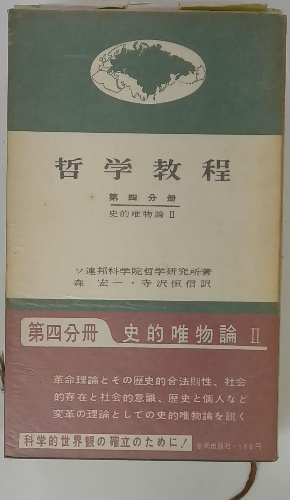 哲学教程
第四分册
史的唯物論 II
ソ連邦科学院哲学研究所著
森宏一・寺沢恒信訳
第四分冊 史的唯物論 II
革命理論とその歴史的合法則性、社会
的存在と社会的意識、歴史と個人など
変革の理論としての史的唯物論を説く
科学的世界観の確立のために!